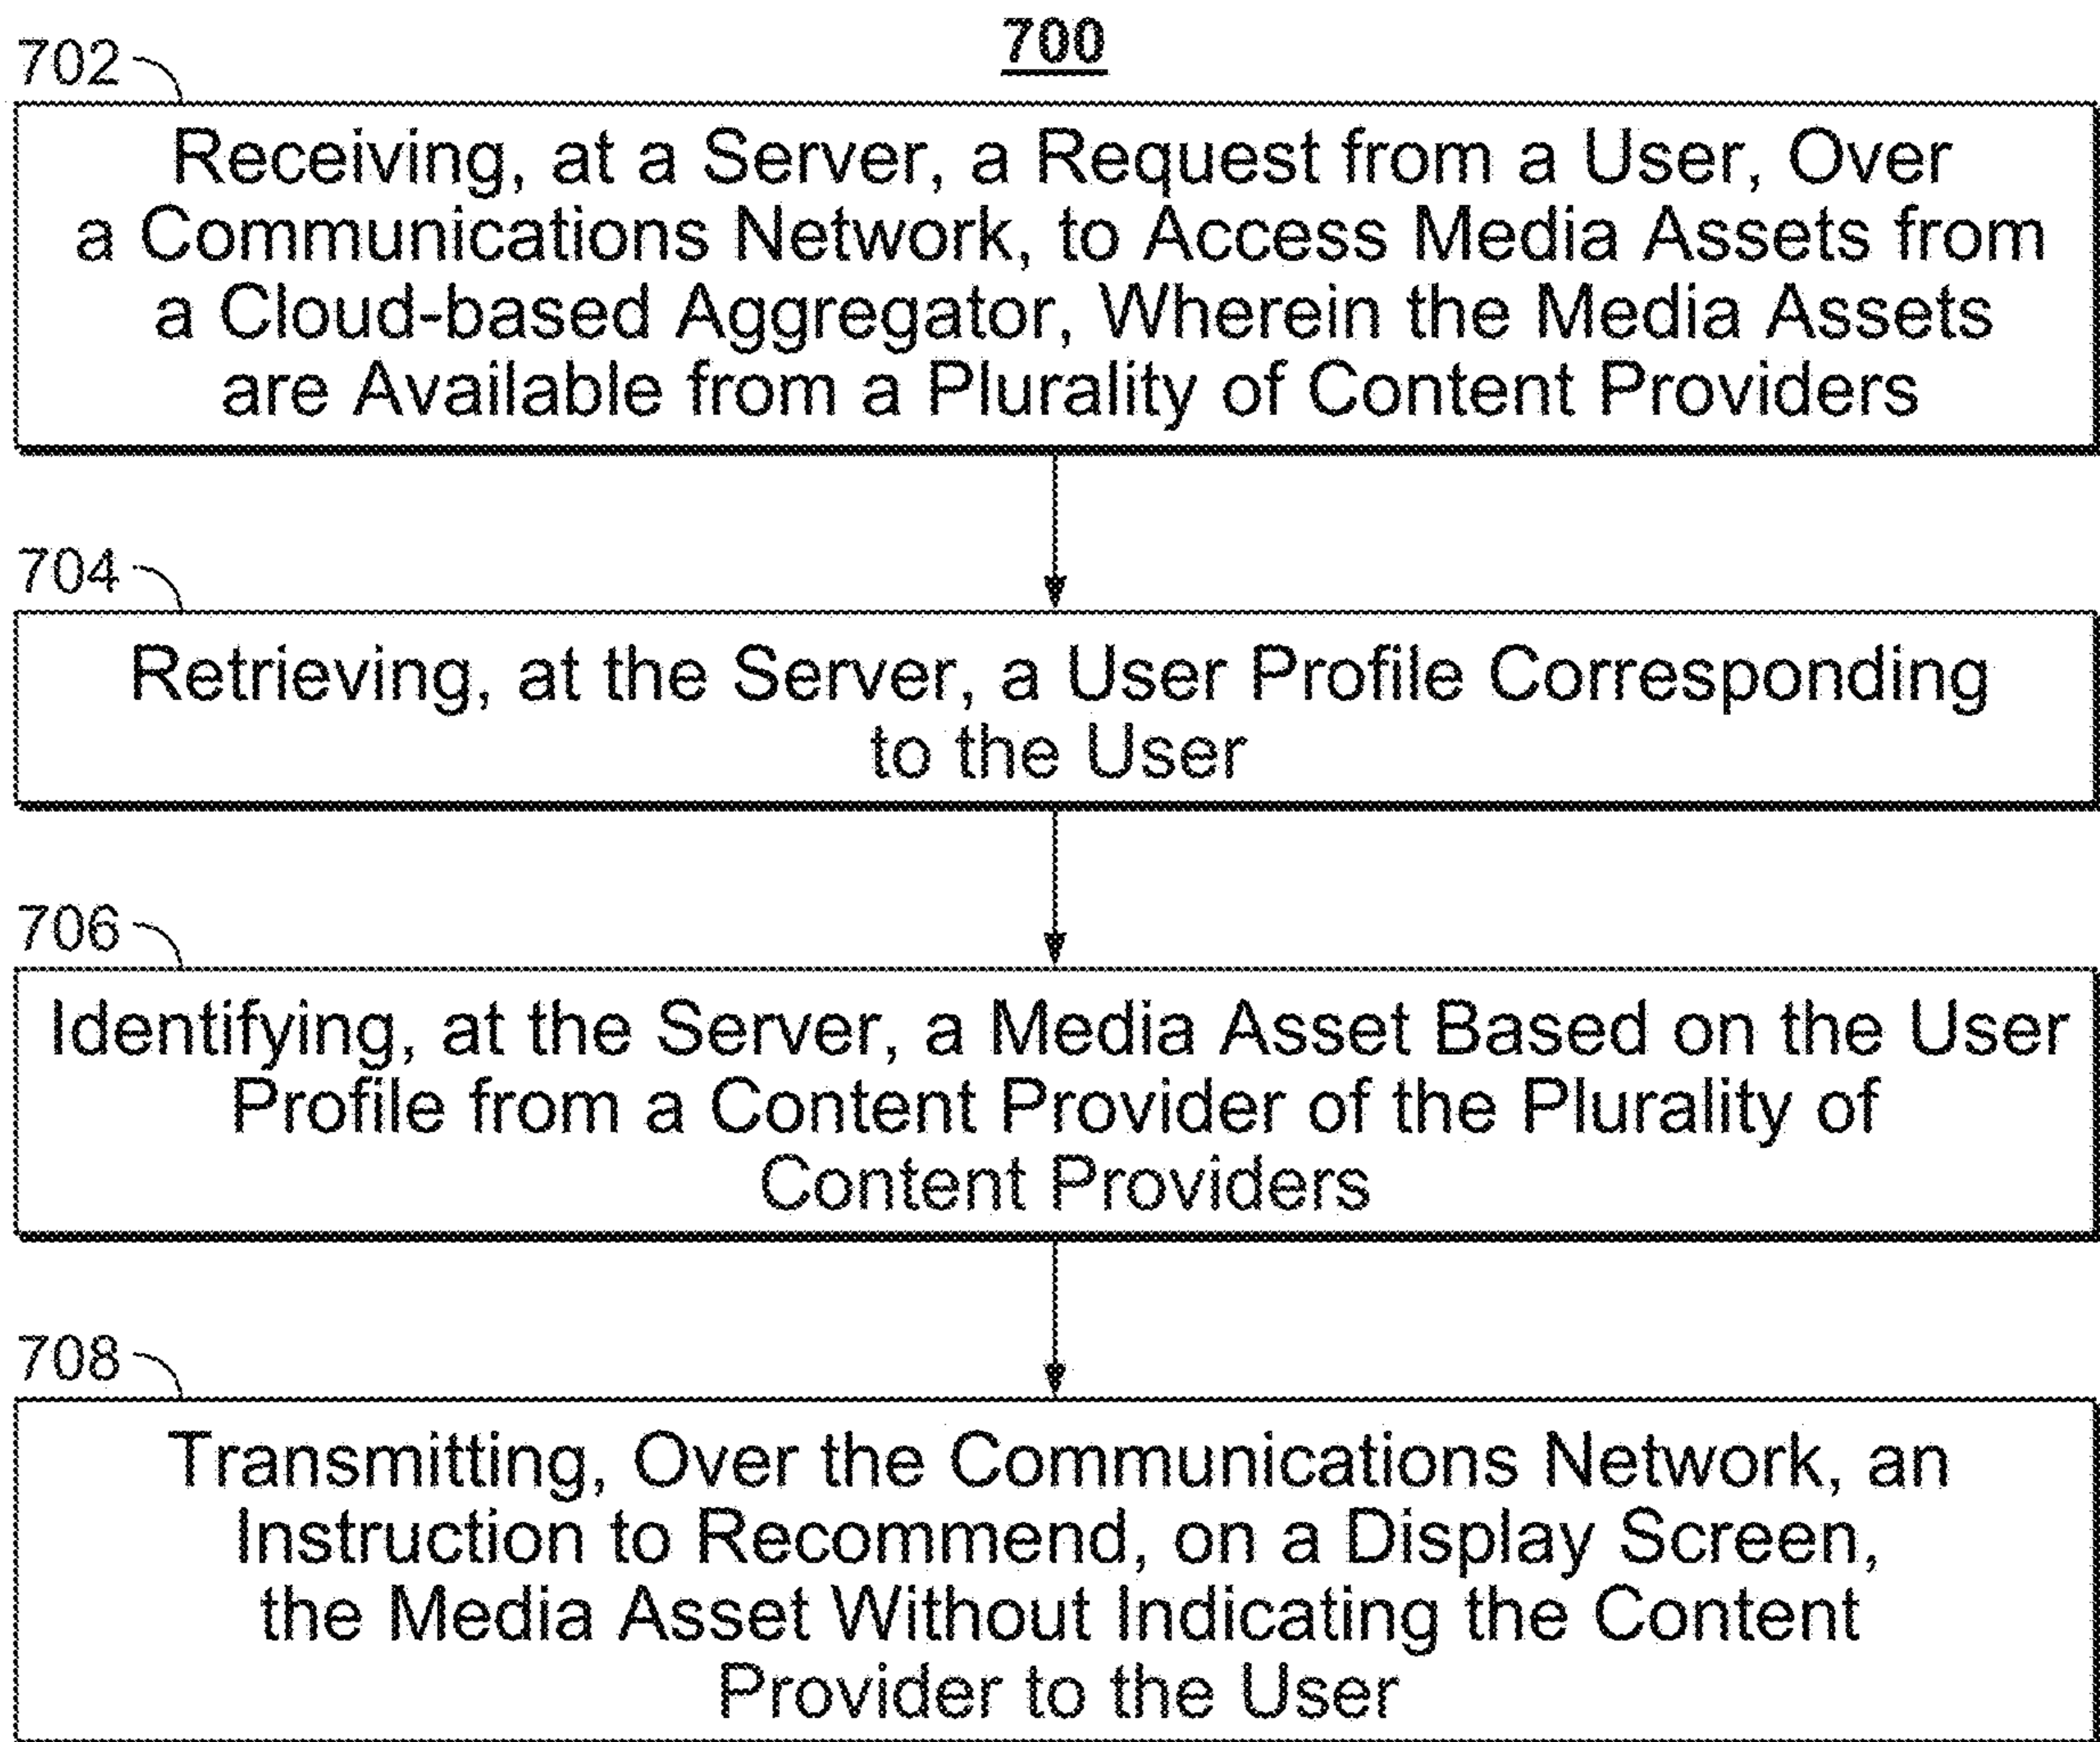 700
702
Receiving, at a Server, a Request from a User, Over
a Communications Network, to Access Media Assets from
a Cloud-based Aggregator, Wherein the Media Assets
are Available from a Plurality of Content Providers
704
Retrieving, at the Server, a User Profile Corresponding
to the User
706
Identifying, at the Server, a Media Asset Based on the User
Profile from a Content Provider of the Plurality of
Content Providers
708
Transmitting, Over the Communications Network, an
Instruction to Recommend, on a Display Screen,
the Media Asset Without Indicating the Content
Provider to the User